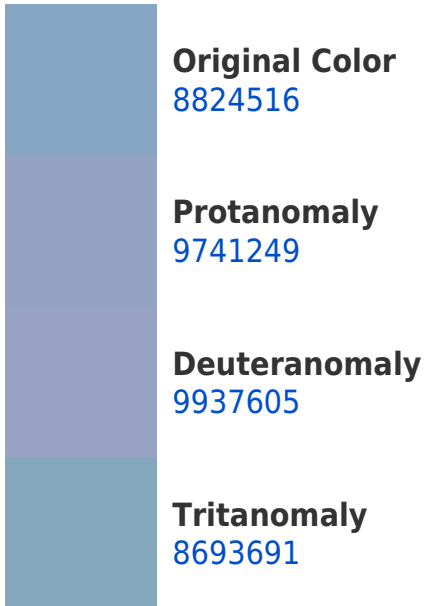 Original Color
8824516
Protanomaly
9741249
Deuteranomaly
9937605
Tritanomaly
8693691